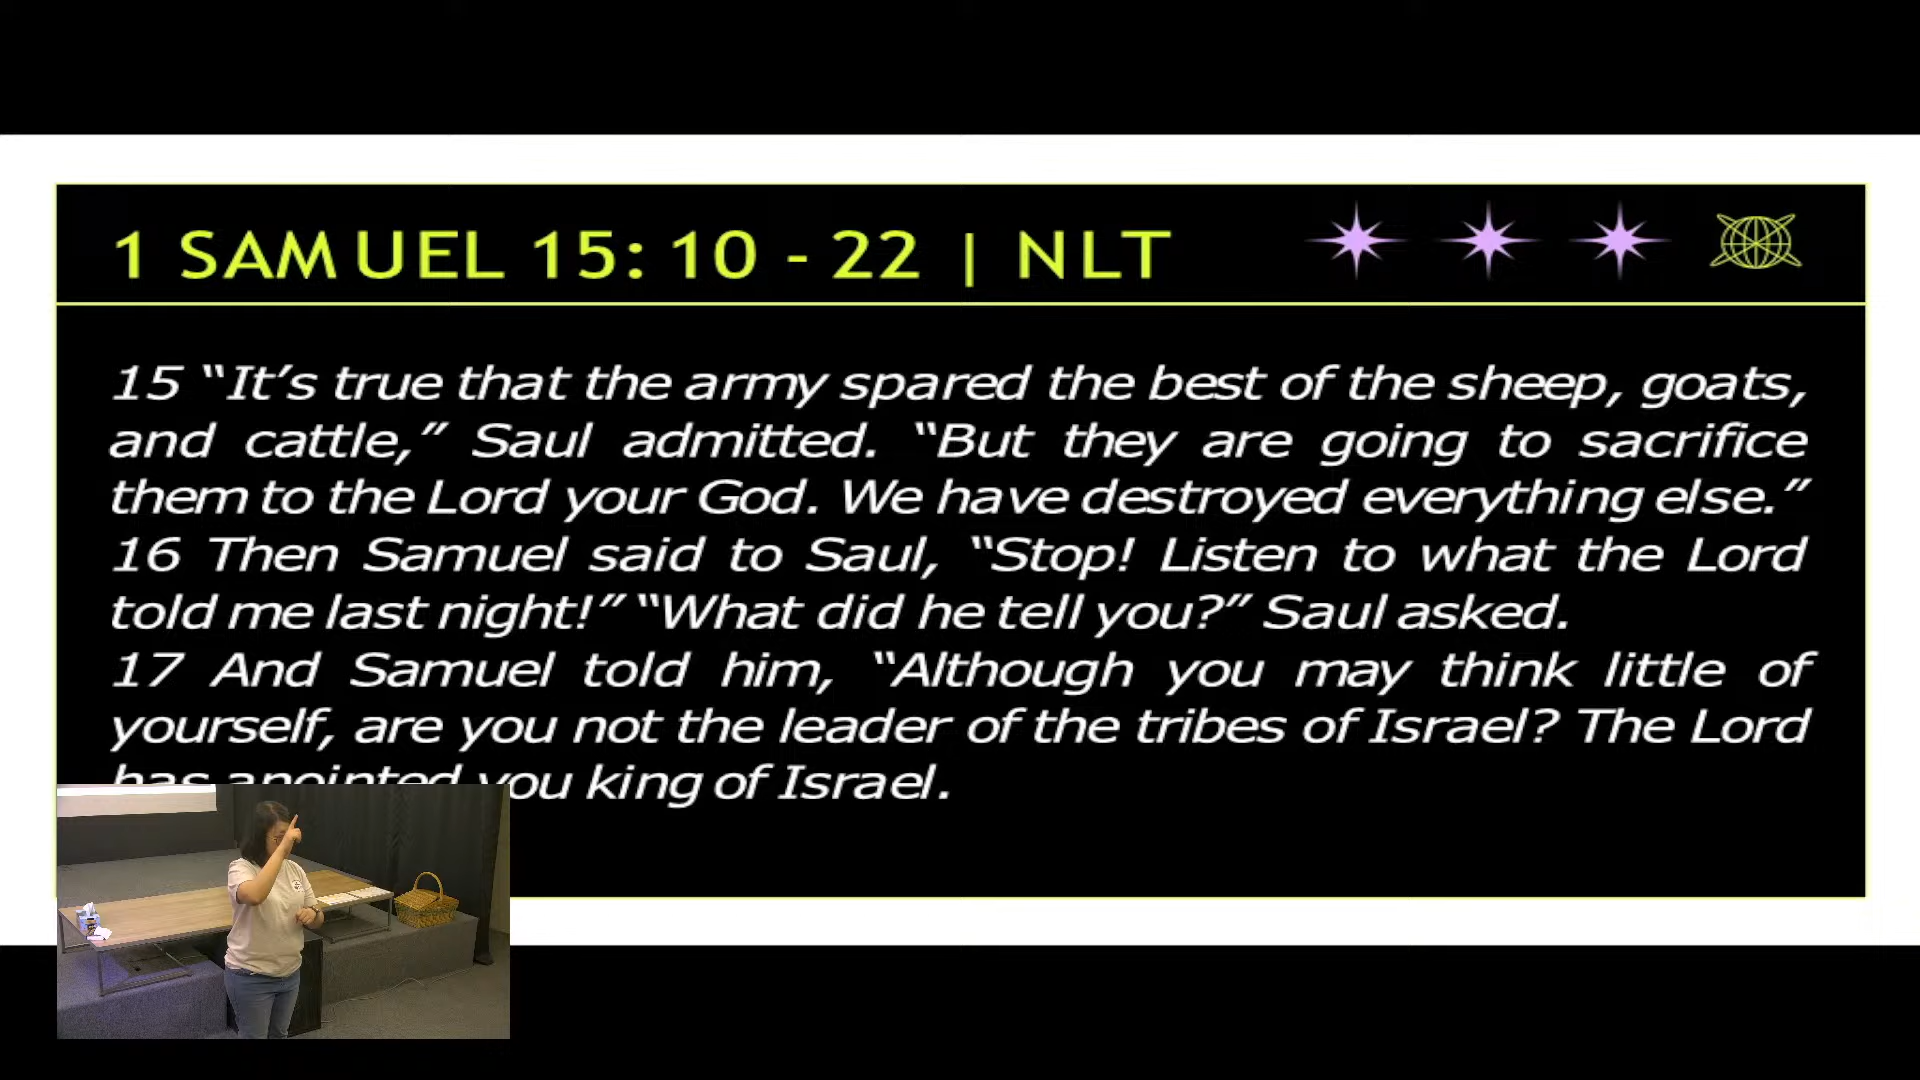 1 SAMUEL 15: 10 - 22 | NLT
15 “It’s true that the army spared the best of the sheep, goats,
and cattle,” Saul admitted. “But they are going to sacrifice
them to the Lord your God. We have destroyed everything else.”
16 Then Samuel said to Saul, “Stop! Listen to what the Lord
told me last night!” “What did he tell you?” Saul asked.
17 And Samuel told him, “Although you may think little of
yourself, are you not the leader of the tribes of Israel? The Lord
has anointed you king of Israel.